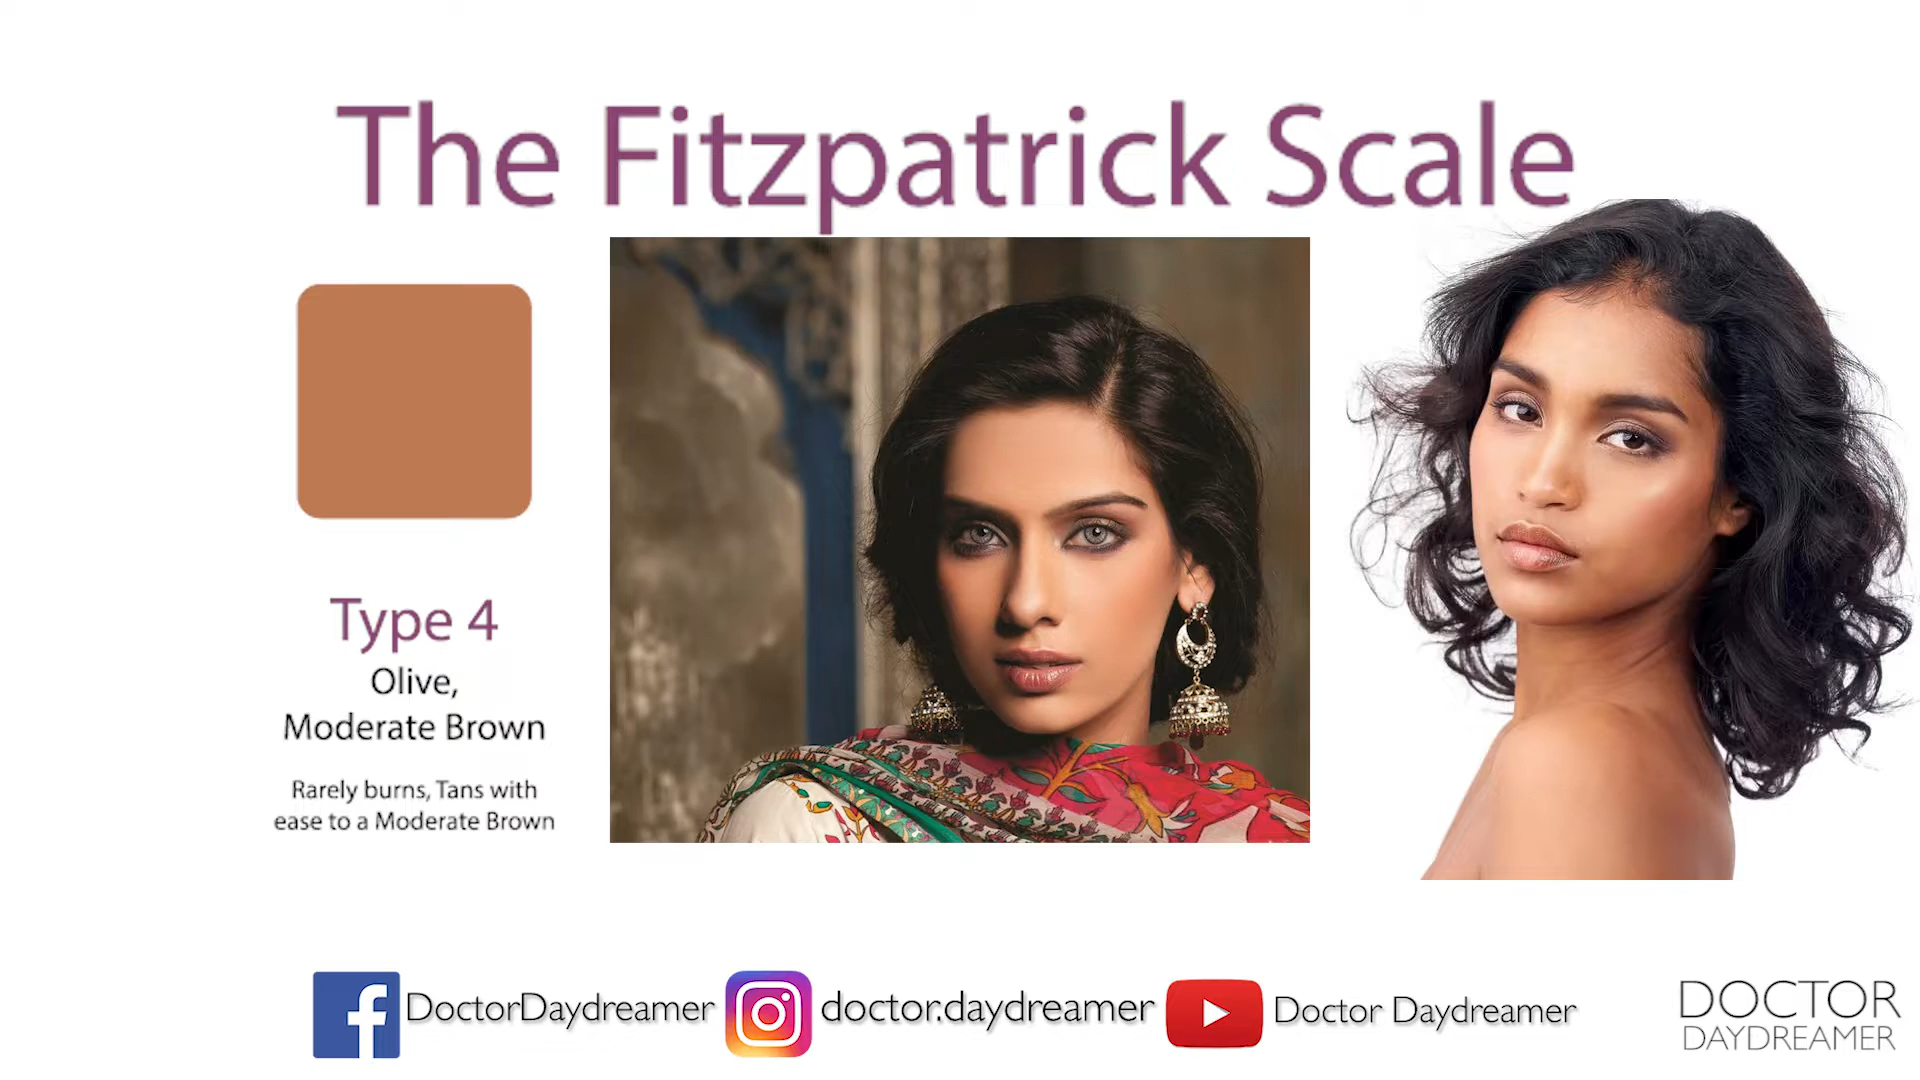 The Fitzpatrick Scale
Type 4
Olive,
Moderate Brown
Rarely burns, Tans with
ease to a Moderate Brown
DoctorDaydreamer
doctor.daydreamer
Doctor Daydreamer
DOCTOR
DAYDREAMER